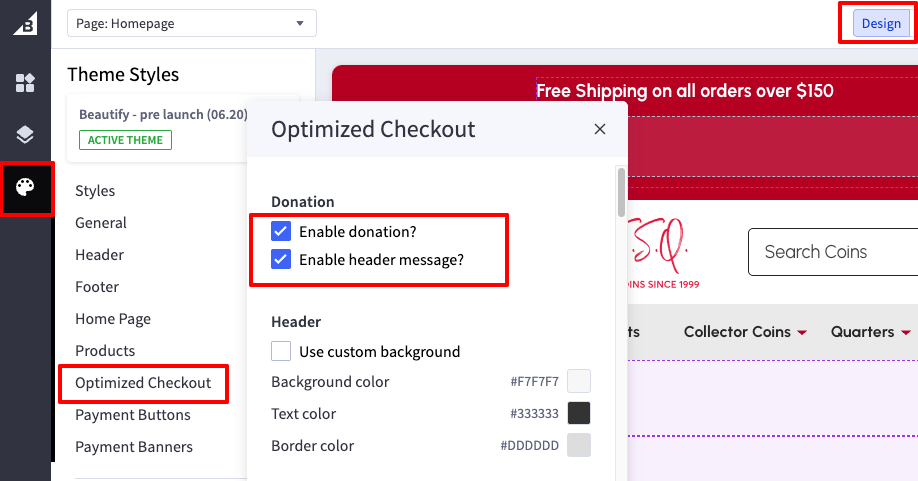 Page: Homepage
Design
Theme Styles
Beautify - pre launch (06.20)
ACTIVE THEME
Styles
General
Header
Footer
Home Page
Products
Optimized Checkout
Payment Buttons
Payment Banners
Optimized Checkout
Donation
Enable donation?
Enable header message?
Header
Use custom background
Background color #F7F7F7
Text color #333333
Border color #DDDDDD
Free Shipping on all orders over $150
.S.Q.
OINS SINCE 1999
Search Coins
ts Collector Coins Quarters